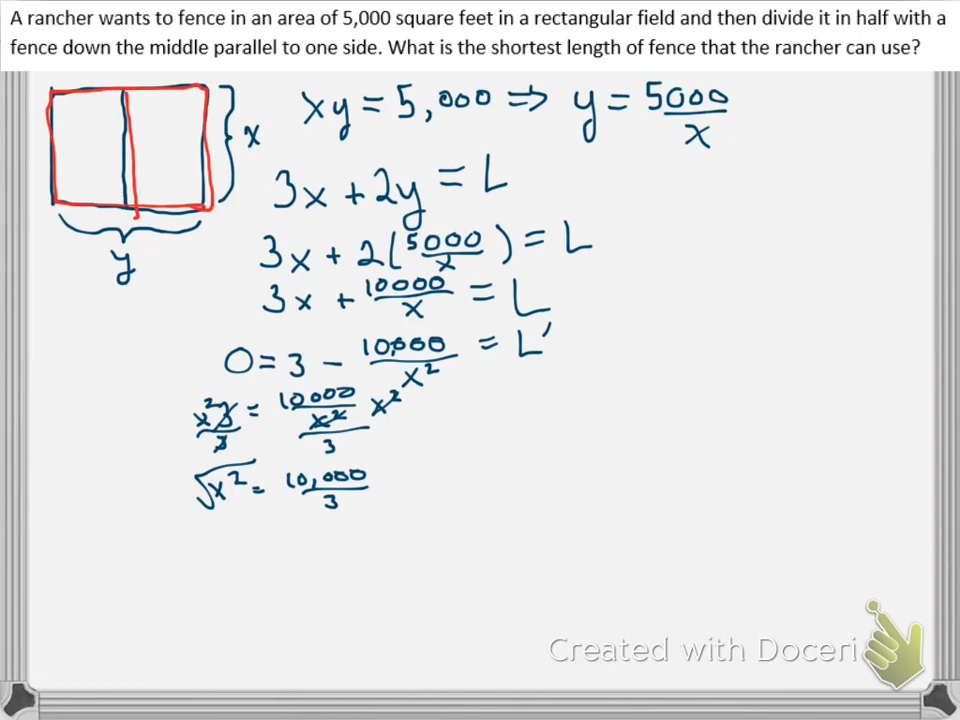 A rancher wants to fence in an area of 5,000 square feet in a rectangular field and then divide it in half with a
fence down the middle parallel to one side. What is the shortest length of fence that the rancher can use?
xy = 5,000 ⇒ y = 5000/x
x
3x + 2y = L
y
3x + 2(5000/x) = L
3x + 10000/x = L
0 = 3 - 10,000/x² = L'
x²3/3 = 10000/x² x²/3
√x² = 10,000/3
Created with Doceri